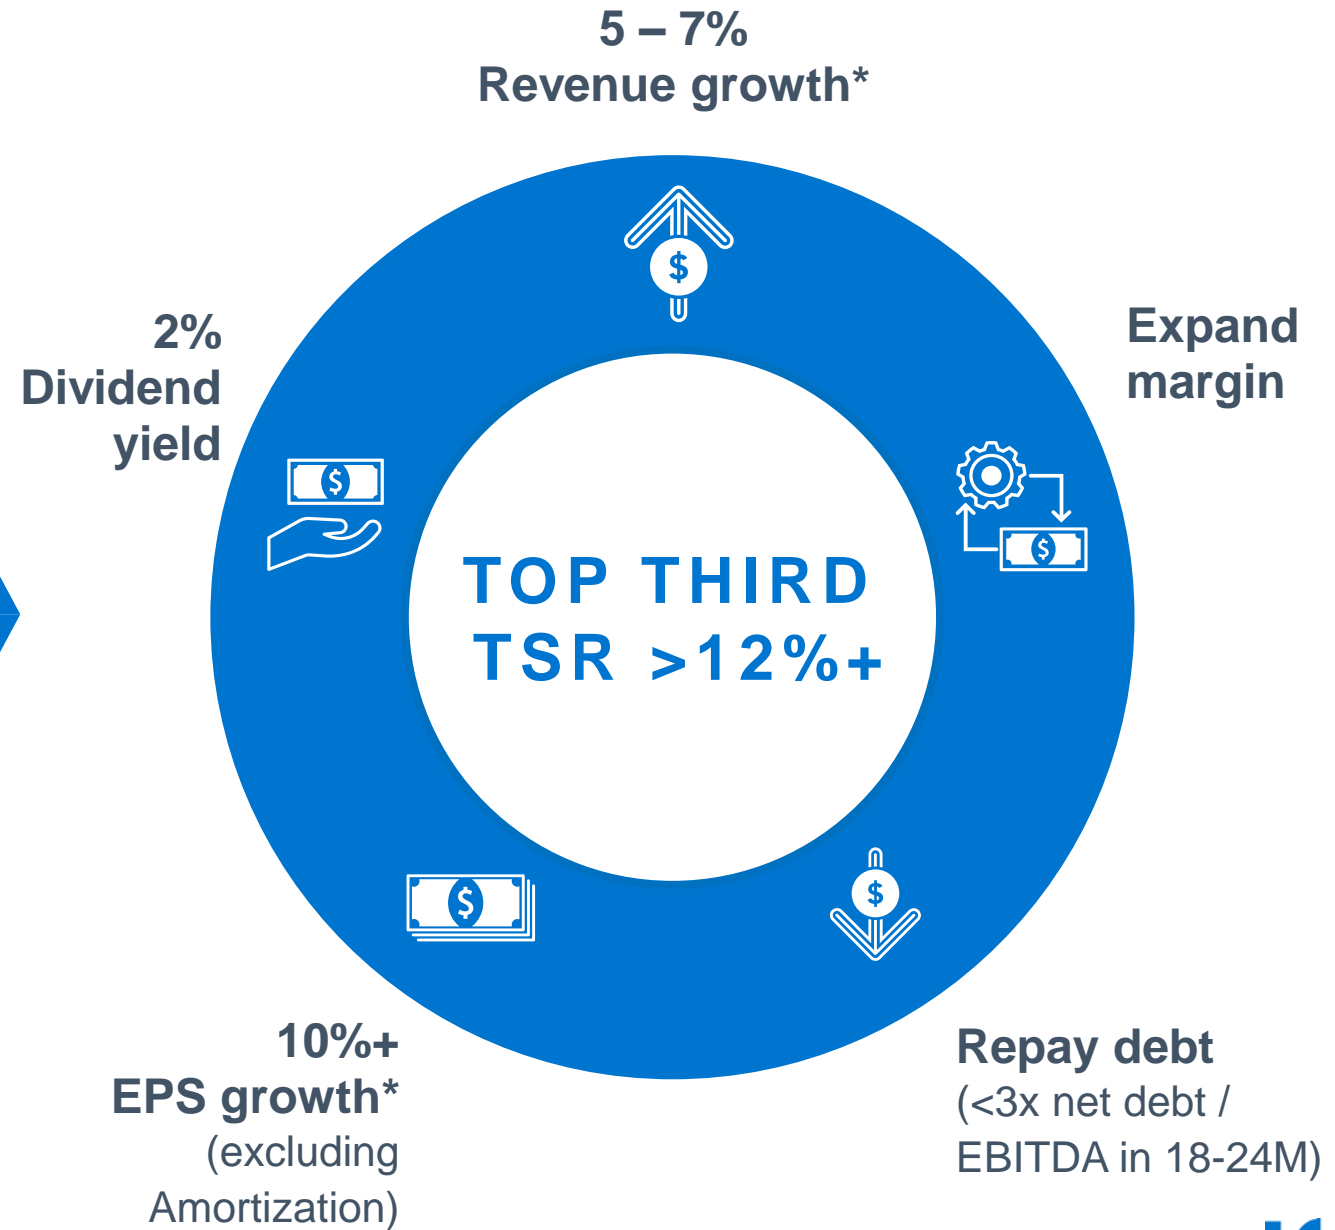 5 – 7%
Revenue growth*
Expand
margin
2%
Dividend
yield
TOP THIRD
TSR >12%+
Repay debt
(<3x net debt /
EBITDA in 18-24M)
10%+
EPS growth*
(excluding
Amortization)
$
$
$
$
$